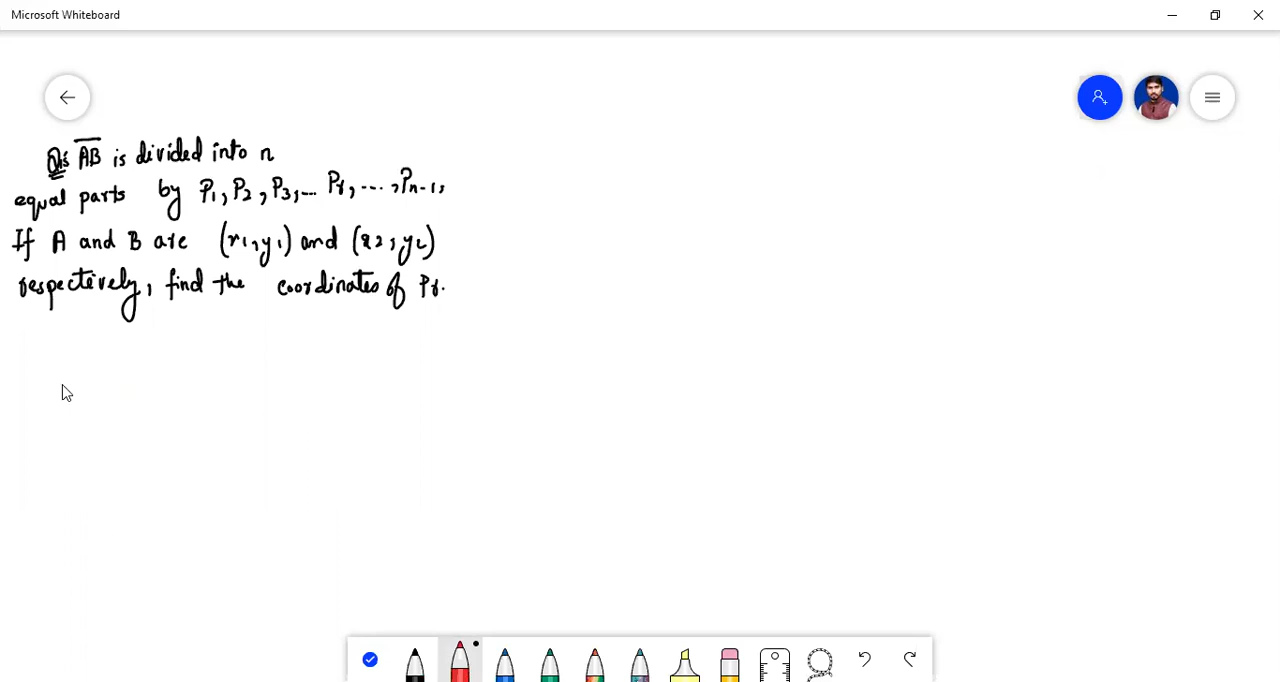 Microsoft Whiteboard
Q1: AB is divided into n
equal parts by P1, P2, P3, ... Pr, ... , Pn-1,
If A and B are (x1, y1) and (x2, y2)
respectively, find the coordinates of Pr.